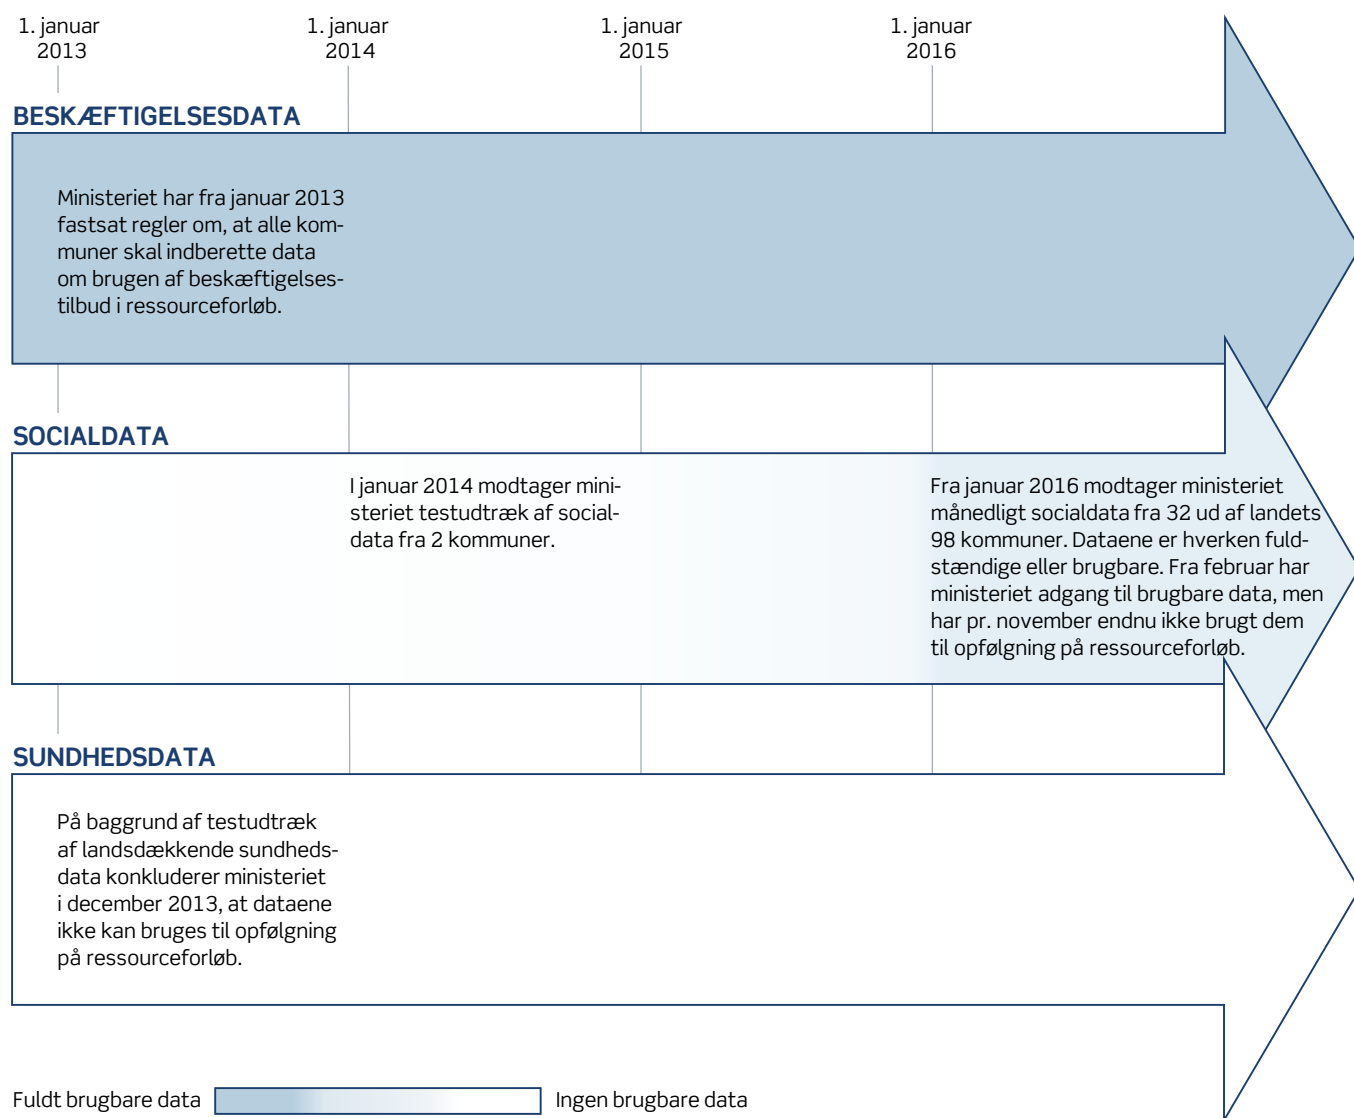 1. januar
2013
1. januar
2014
1. januar
2015
1. januar
2016
BESKÆFTIGELSESDATA
Ministeriet har fra januar 2013
fastsat regler om, at alle kom-
muner skal indberette data
om brugen af beskæftigelses-
tilbud i ressourceforløb.
SOCIALDATA
I januar 2014 modtager mini-
steriet testudtræk af social-
data fra 2 kommuner.
Fra januar 2016 modtager ministeriet
månedligt socialdata fra 32 ud af landets
98 kommuner. Dataene er hverken fuld-
stændige eller brugbare. Fra februar har
ministeriet adgang til brugbare data, men
har pr. november endnu ikke brugt dem
til opfølgning på ressourceforløb.
SUNDHEDSDATA
På baggrund af testudtræk
af landsdækkende sundheds-
data konkluderer ministeriet
i december 2013, at dataene
ikke kan bruges til opfølgning
på ressourceforløb.
Fuldt brugbare data
Ingen brugbare data